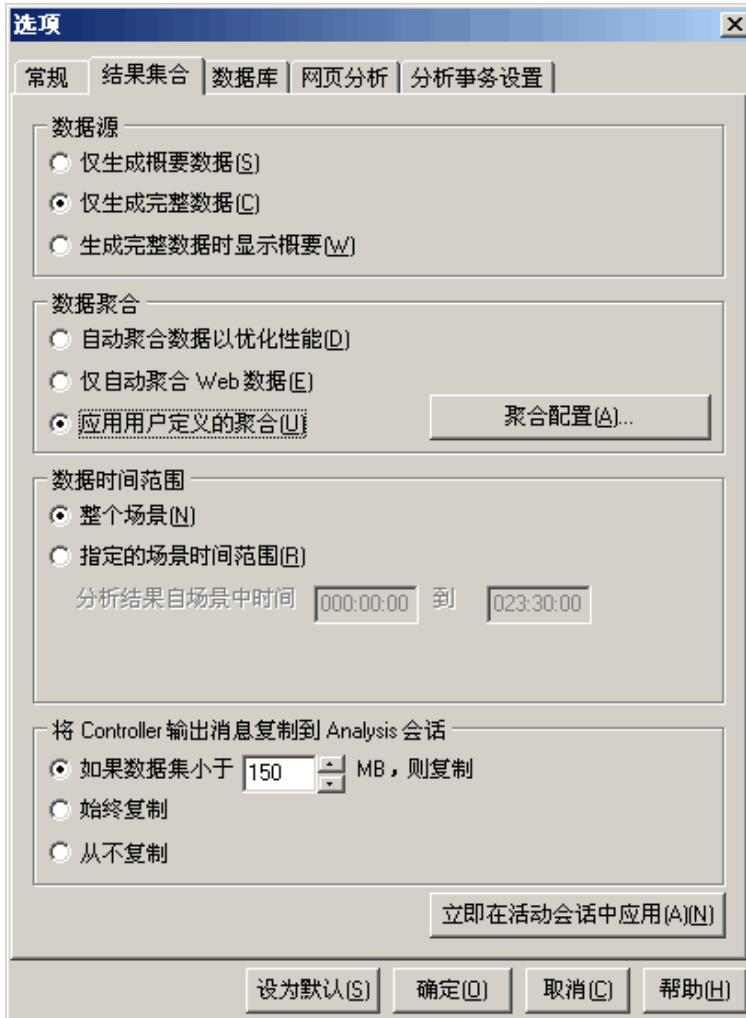 选项
常规 结果集合 数据库 网页分析 分析事务设置
数据源
仅生成概要数据(S)
仅生成完整数据(C)
生成完整数据时显示概要(W)
数据聚合
自动聚合数据以优化性能(D)
仅自动聚合 Web 数据(E)
应用用户定义的聚合(U) 聚合配置(A)...
数据时间范围
整个场景(N)
指定的场景时间范围(R)
分析结果自场景中时间 000:00:00 到 023:30:00
将 Controller 输出消息复制到 Analysis 会话
如果数据集小于 150 MB，则复制
始终复制
从不复制
立即在活动会话中应用(A)(N)
设为默认(S) 确定(O) 取消(C) 帮助(H)